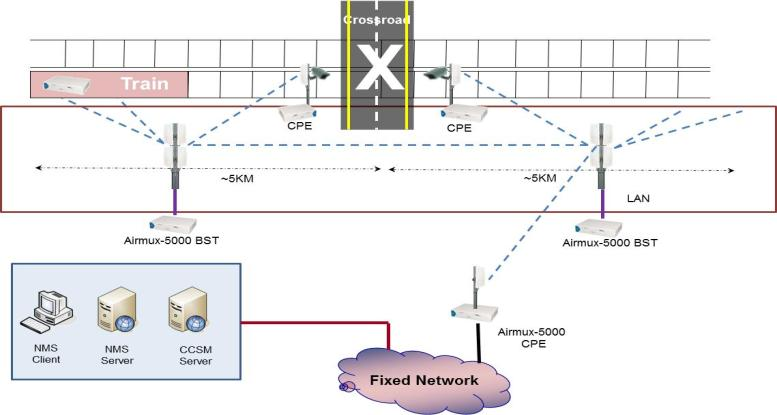 Crossroad
X
Train
CPE
CPE
~5KM
~5KM
LAN
Airmux-5000 BST
Airmux-5000 BST
NMS
Client
NMS
Server
CCSM
Server
Airmux-5000
CPE
Fixed Network